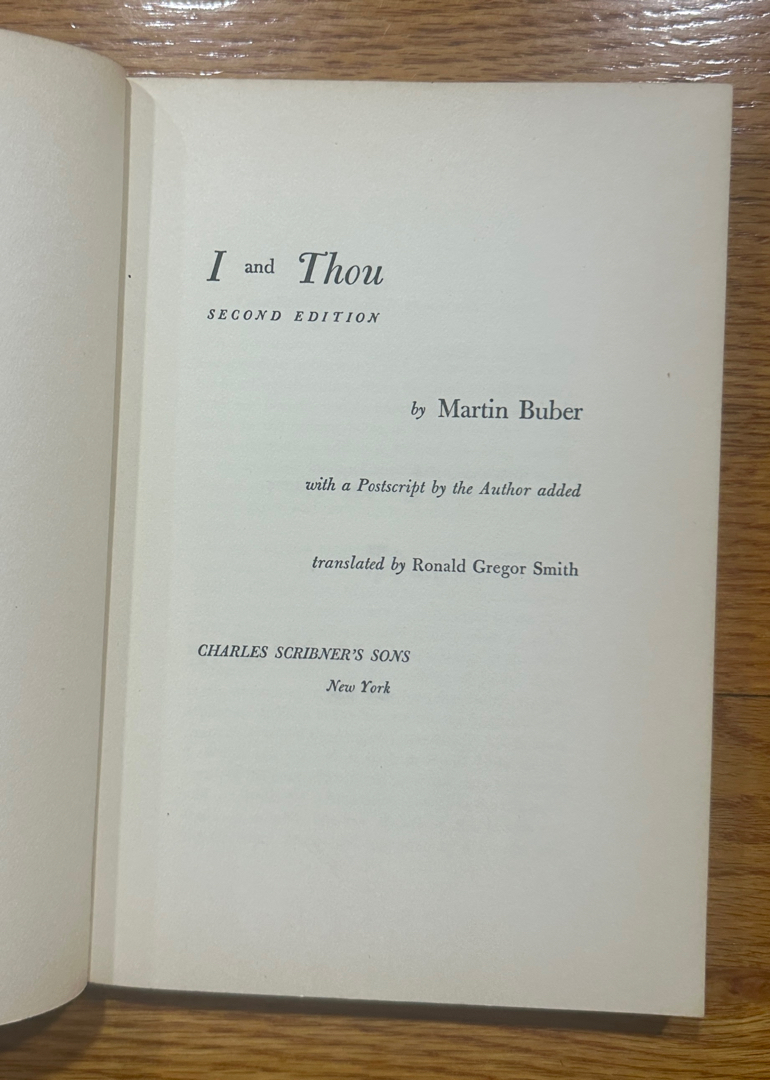 I and Thou
SECOND EDITION
by Martin Buber
with a Postscript by the Author added
translated by Ronald Gregor Smith
CHARLES SCRIBNER'S SONS
New York